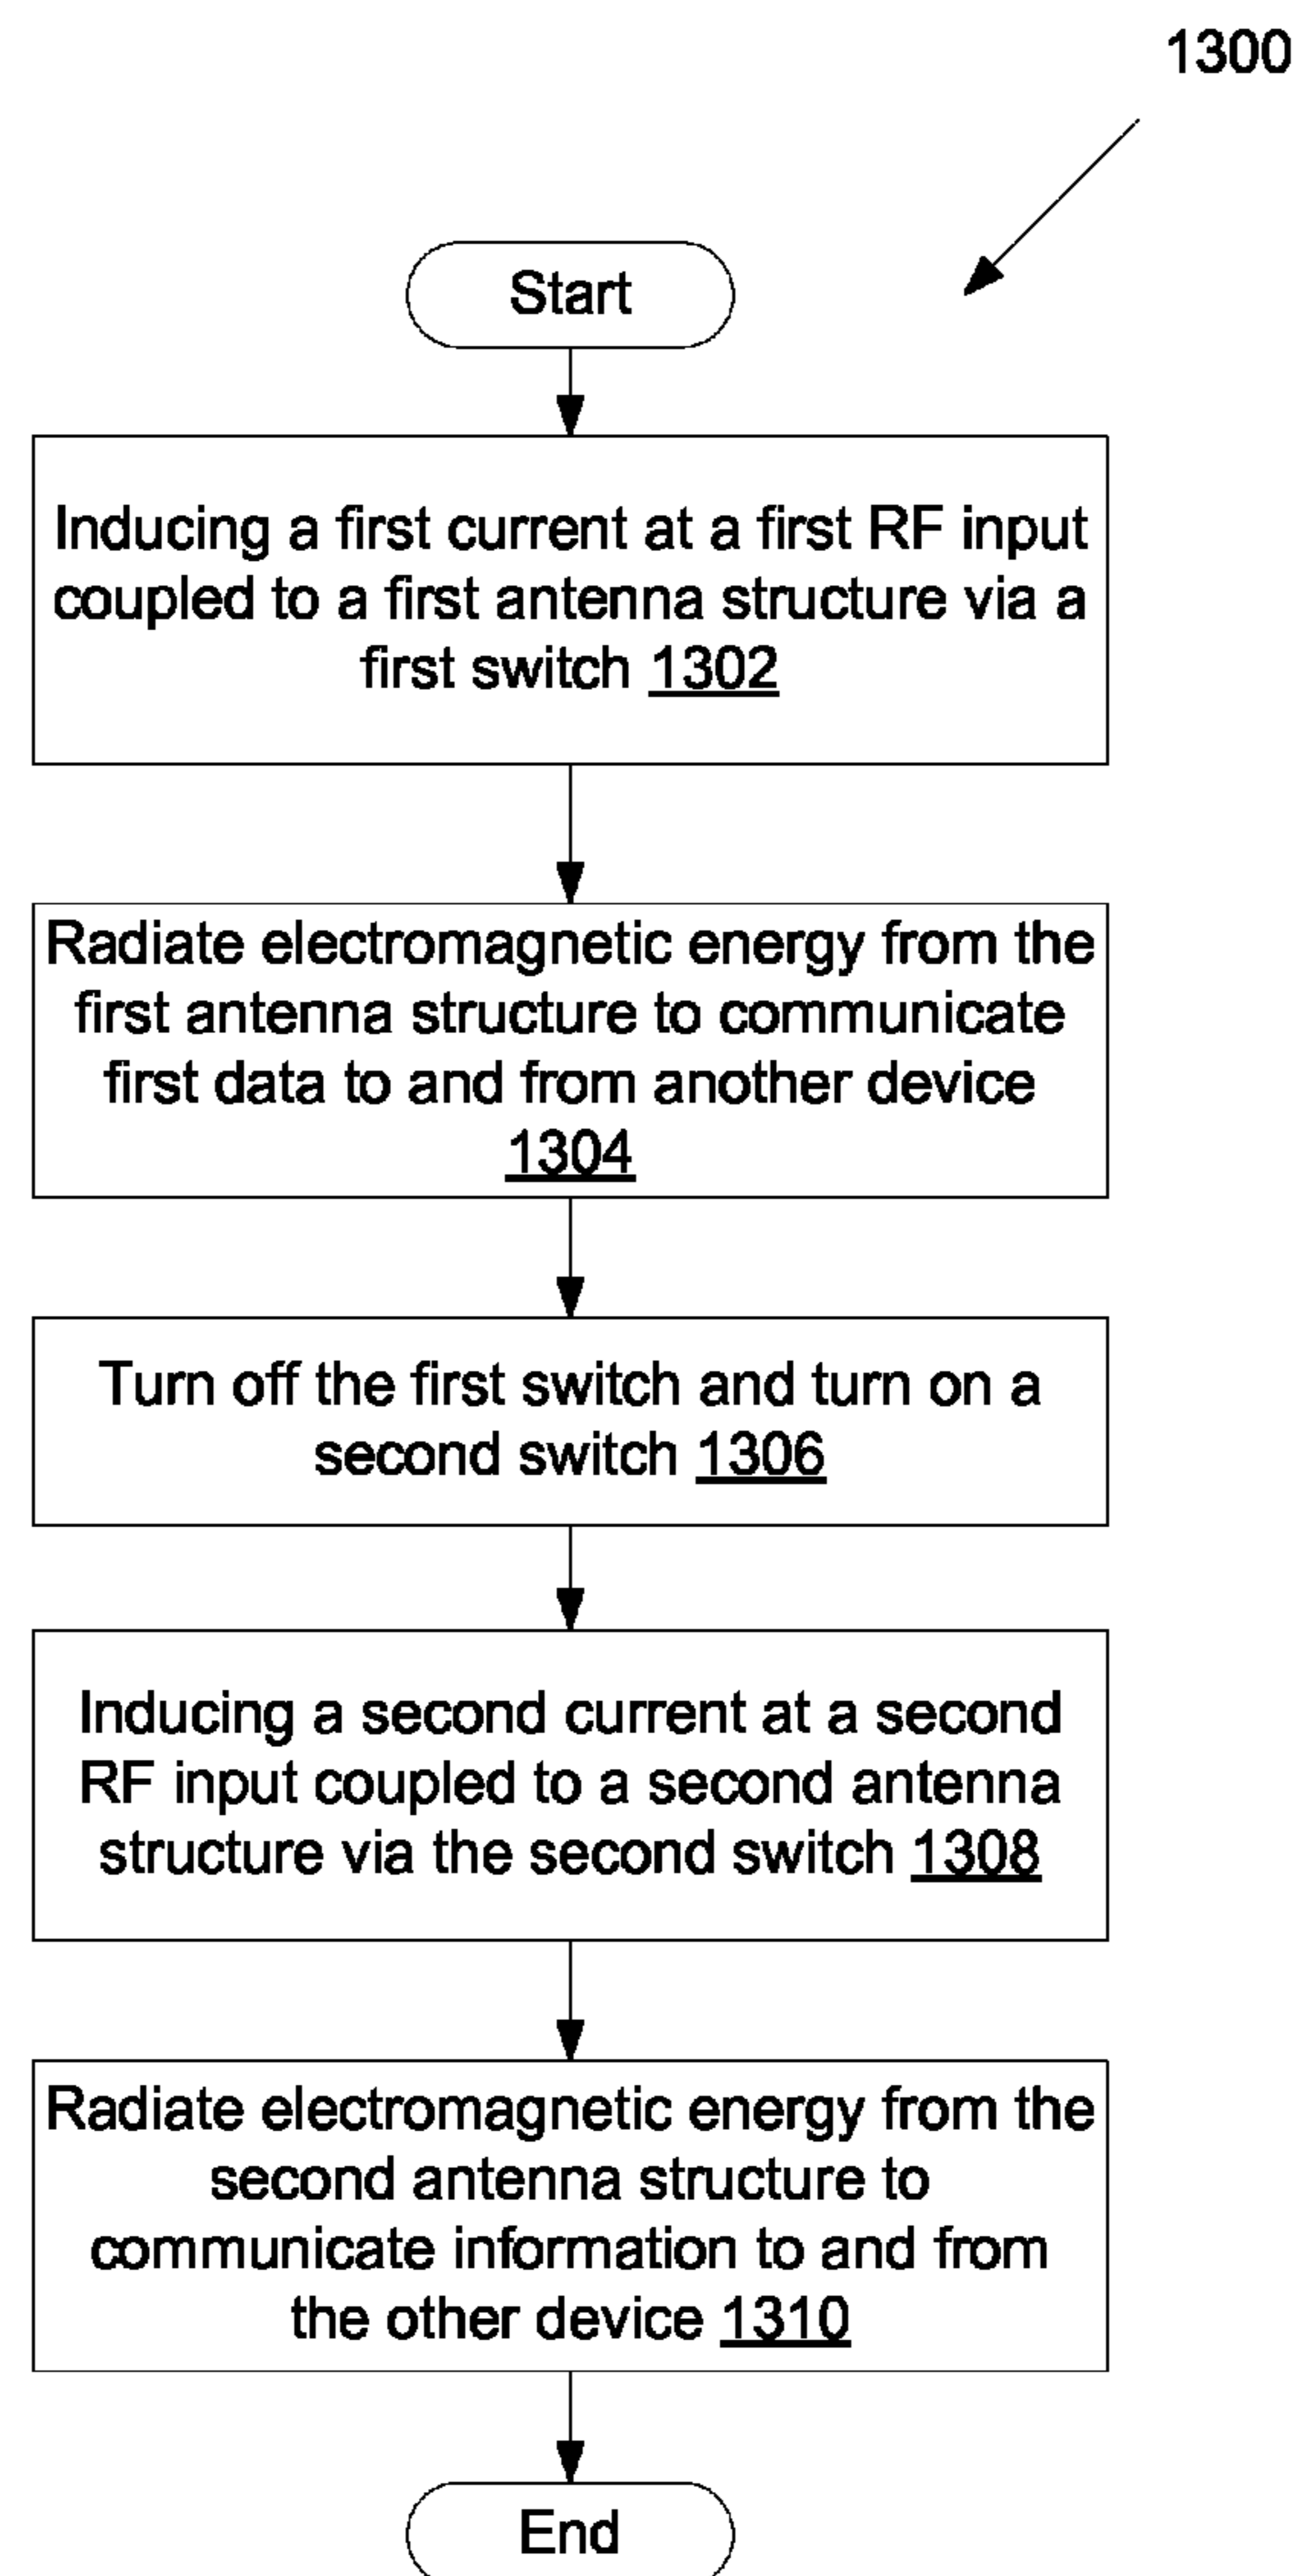 1300
Start
Inducing a first current at a first RF input
coupled to a first antenna structure via a
first switch 1302
Radiate electromagnetic energy from the
first antenna structure to communicate
first data to and from another device
1304
Turn off the first switch and turn on a
second switch 1306
Inducing a second current at a second
RF input coupled to a second antenna
structure via the second switch 1308
Radiate electromagnetic energy from the
second antenna structure to
communicate information to and from
the other device 1310
End